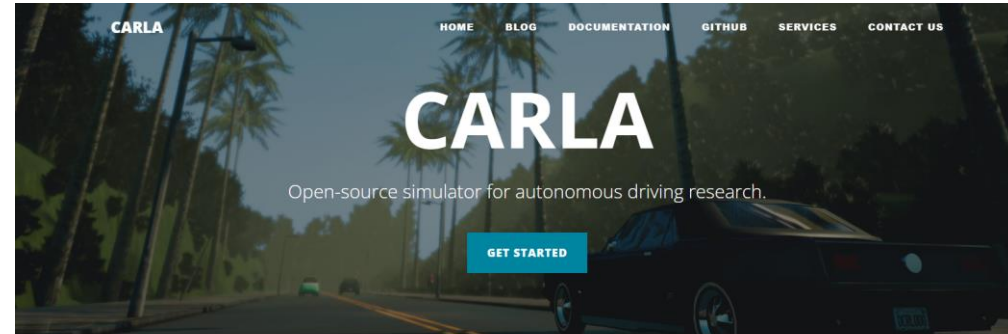 CARLA HOME BLOG DOCUMENTATION GITHUB SERVICES CONTACT US
CARLA
Open-source simulator for autonomous driving research.
GET STARTED